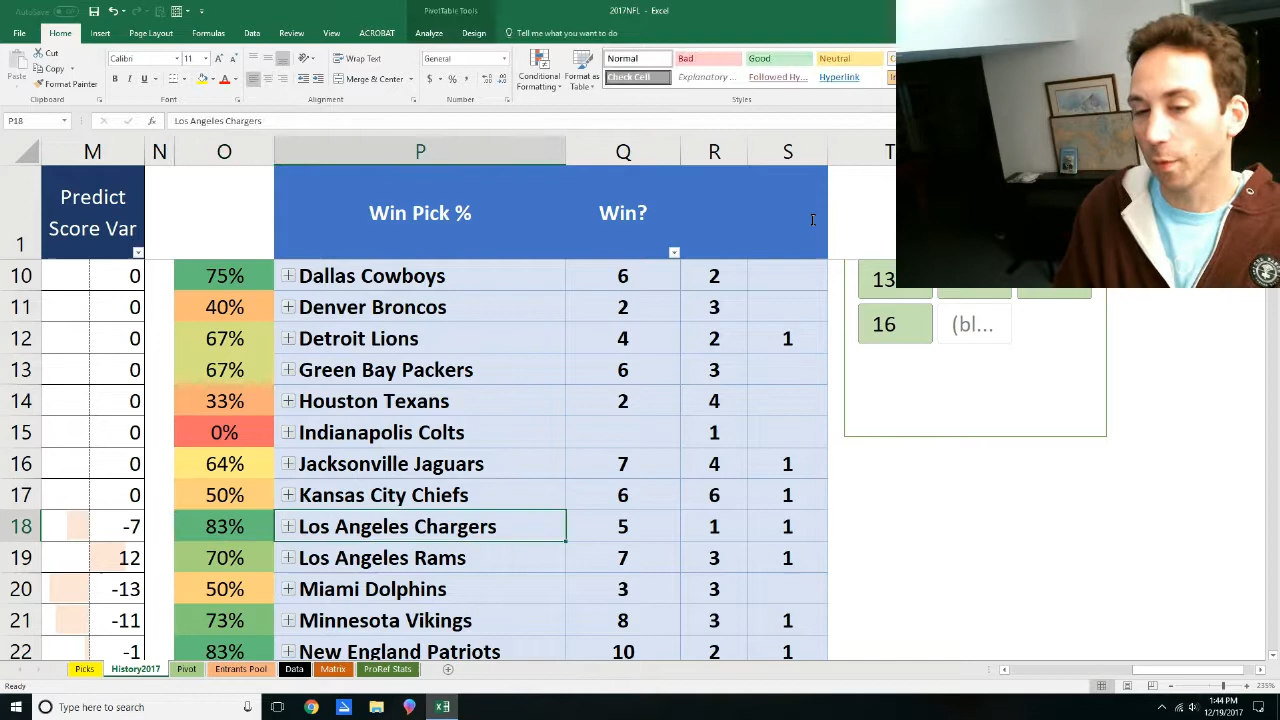 AutoSave Off
PivotTable Tools
2017NFL - Excel
File Home Insert Page Layout Formulas Data Review View ACROBAT Analyze Design Tell me what you want to do
Cut
Copy
Format Painter
Paste
Clipboard
Calibri 11
B I U
Font
Wrap Text
Merge & Center
Alignment
General
$ % ,
Number
Conditional Formatting
Format as Table
Normal Bad Good Neutral
Check Cell Explanatory ... Followed Hy... Hyperlink
Styles
P18 fx Los Angeles Chargers
M N O P Q R S T
1 Predict Score Var Win Pick % Win?
10 0 75% Dallas Cowboys 6 2
11 0 40% Denver Broncos 2 3
12 0 67% Detroit Lions 4 2 1
13 0 67% Green Bay Packers 6 3
14 0 33% Houston Texans 2 4
15 0 0% Indianapolis Colts 1
16 0 64% Jacksonville Jaguars 7 4 1
17 0 50% Kansas City Chiefs 6 6 1
18 -7 83% Los Angeles Chargers 5 1 1
19 12 70% Los Angeles Rams 7 3 1
20 -13 50% Miami Dolphins 3 3
21 -11 73% Minnesota Vikings 8 3 1
22 -1 83% New England Patriots 10 2 1
13
16 (bl...
Picks History2017 Pivot Entrants Pool Data Matrix ProRef Stats
Ready
235%
Type here to search
1:44 PM
12/19/2017